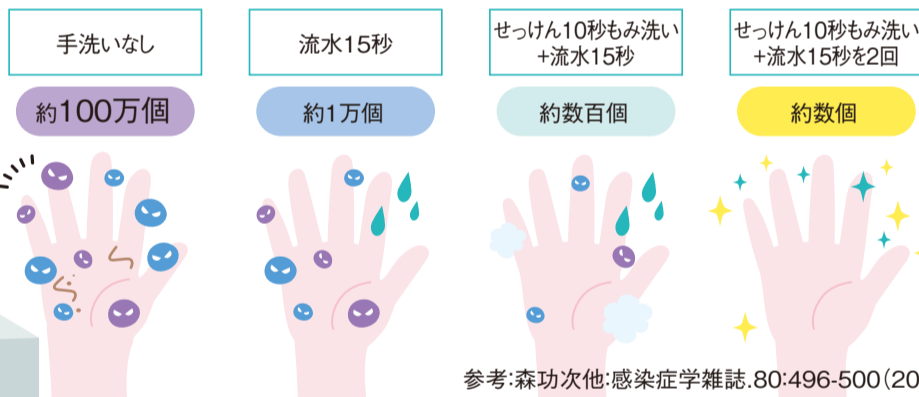 手洗いなし
流水15秒
せっけん10秒もみ洗い
+流水15秒
せっけん10秒もみ洗い
+流水15秒を2回
約100万個
約1万個
約数百個
約数個
参考:森功次他:感染症学雑誌.80:496-500(20